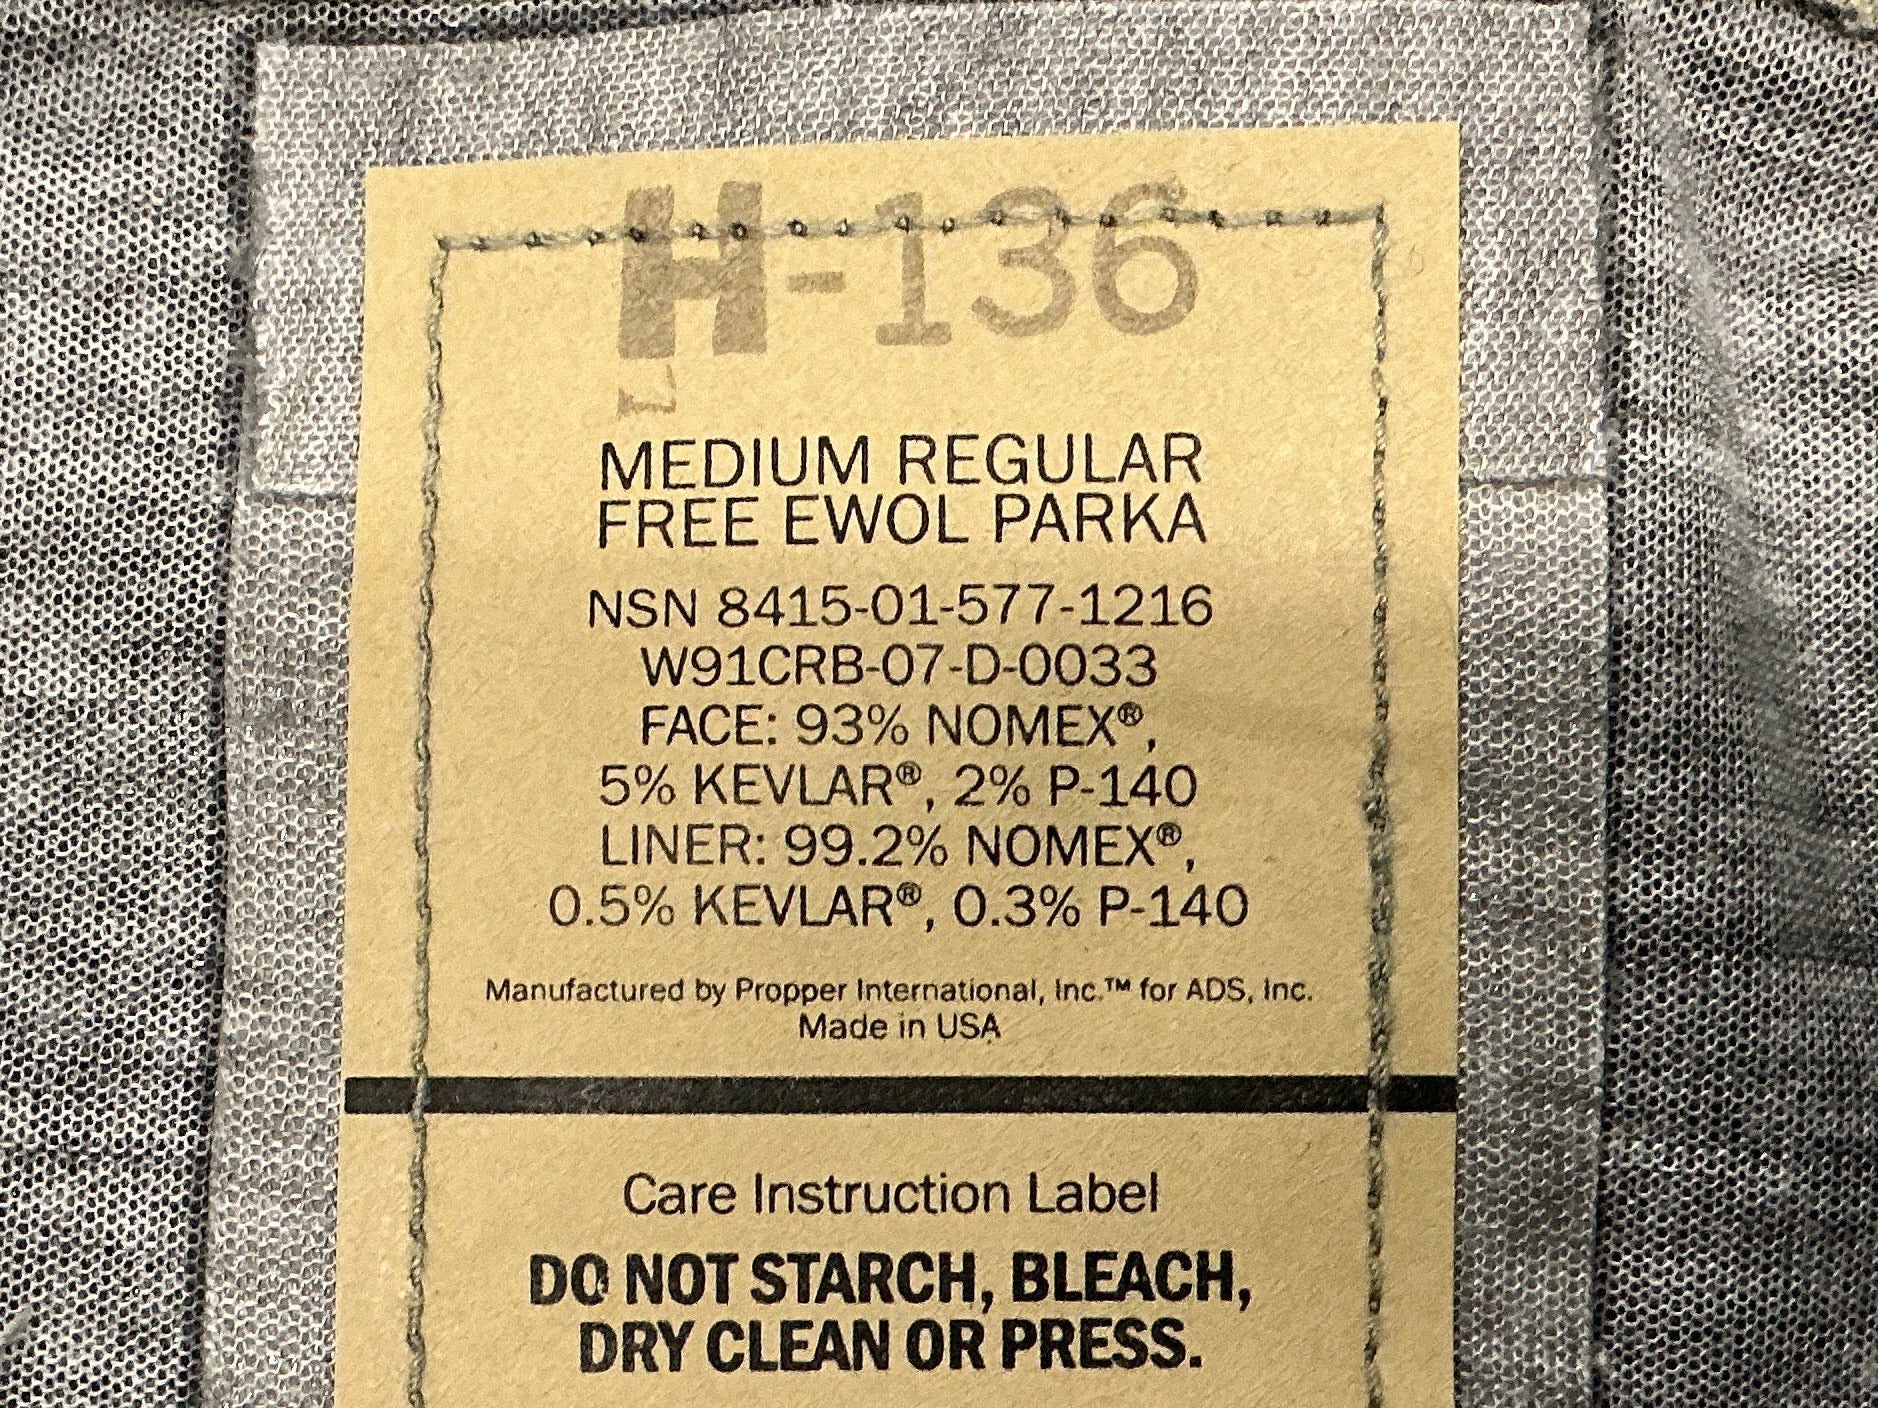 H-136
L
MEDIUM REGULAR
FREE EWOL PARKA
NSN 8415-01-577-1216
W91CRB-07-D-0033
FACE: 93% NOMEX®,
5% KEVLAR®, 2% P-140
LINER: 99.2% NOMEX®,
0.5% KEVLAR®, 0.3% P-140
Manufactured by Propper International, Inc.™ for ADS, Inc.
Made in USA
Care Instruction Label
DO NOT STARCH, BLEACH,
DRY CLEAN OR PRESS.